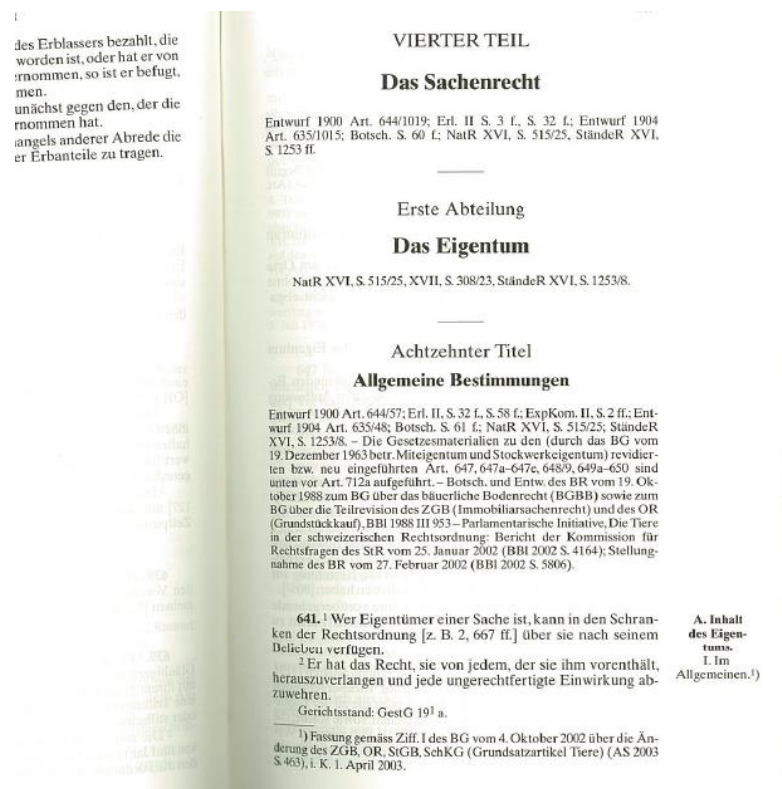 des Erblassers bezahlt, die
worden ist, oder hat er von
ernommen, so ist er befugt,
men.
unächst gegen den, der die
rnommen hat.
angels anderer Abrede die
er Erbanteile zu tragen.
VIERTER TEIL
Das Sachenrecht
Entwurf 1900 Art. 644/1019; Erl. II S. 3 f., S. 32 f.; Entwurf 1904
Art. 635/1015; Botsch. S. 60 f.; NatR XVI, S. 515/25, StändeR XVI,
S. 1253 ff.
Erste Abteilung
Das Eigentum
NatR XVI, S. 515/25, XVII, S. 308/23, StändeR XVI, S. 1253/8.
Achtzehnter Titel
Allgemeine Bestimmungen
Entwurf 1900 Art. 644/57; Erl. II, S. 32 f., S. 58 f.; ExpKom. II, S. 2 ff.; Ent-
wurf 1904 Art. 635/48; Botsch. S. 61 f.; NatR XVI, S. 515/25; StändeR
XVI, S. 1253/8. – Die Gesetzesmaterialien zu den (durch das BG vom
19. Dezember 1963 betr. Miteigentum und Stockwerkeigentum) revidier-
ten bzw. neu eingeführten Art. 647, 647a–647e, 648/9, 649a–650 sind
unten vor Art. 712a aufgeführt. – Botsch. und Entw. des BR vom 19. Ok-
tober 1988 zum BG über das bäuerliche Bodenrecht (BGBB) sowie zum
BG über die Teilrevision des ZGB (Immobiliarsachenrecht) und des OR
(Grundstückkauf), BBl 1988 III 953 – Parlamentarische Initiative, Die Tiere
in der schweizerischen Rechtsordnung: Bericht der Kommission für
Rechtsfragen des StR vom 25. Januar 2002 (BBl 2002 S. 4164); Stellung-
nahme des BR vom 27. Februar 2002 (BBl 2002 S. 5806).
641. ¹ Wer Eigentümer einer Sache ist, kann in den Schran-
ken der Rechtsordnung [z. B. 2, 667 ff.] über sie nach seinem
Belieben verfügen.
² Er hat das Recht, sie von jedem, der sie ihm vorenthält,
herauszuverlangen und jede ungerechtfertigte Einwirkung ab-
zuwehren.
Gerichtsstand: GestG 19¹ a.
A. Inhalt
des Eigen-
tums.
I. Im
Allgemeinen.¹)
¹) Fassung gemäss Ziff. I des BG vom 4. Oktober 2002 über die Än-
derung des ZGB, OR, StGB, SchKG (Grundsatzartikel Tiere) (AS 2003
S. 463), i. K. 1. April 2003.